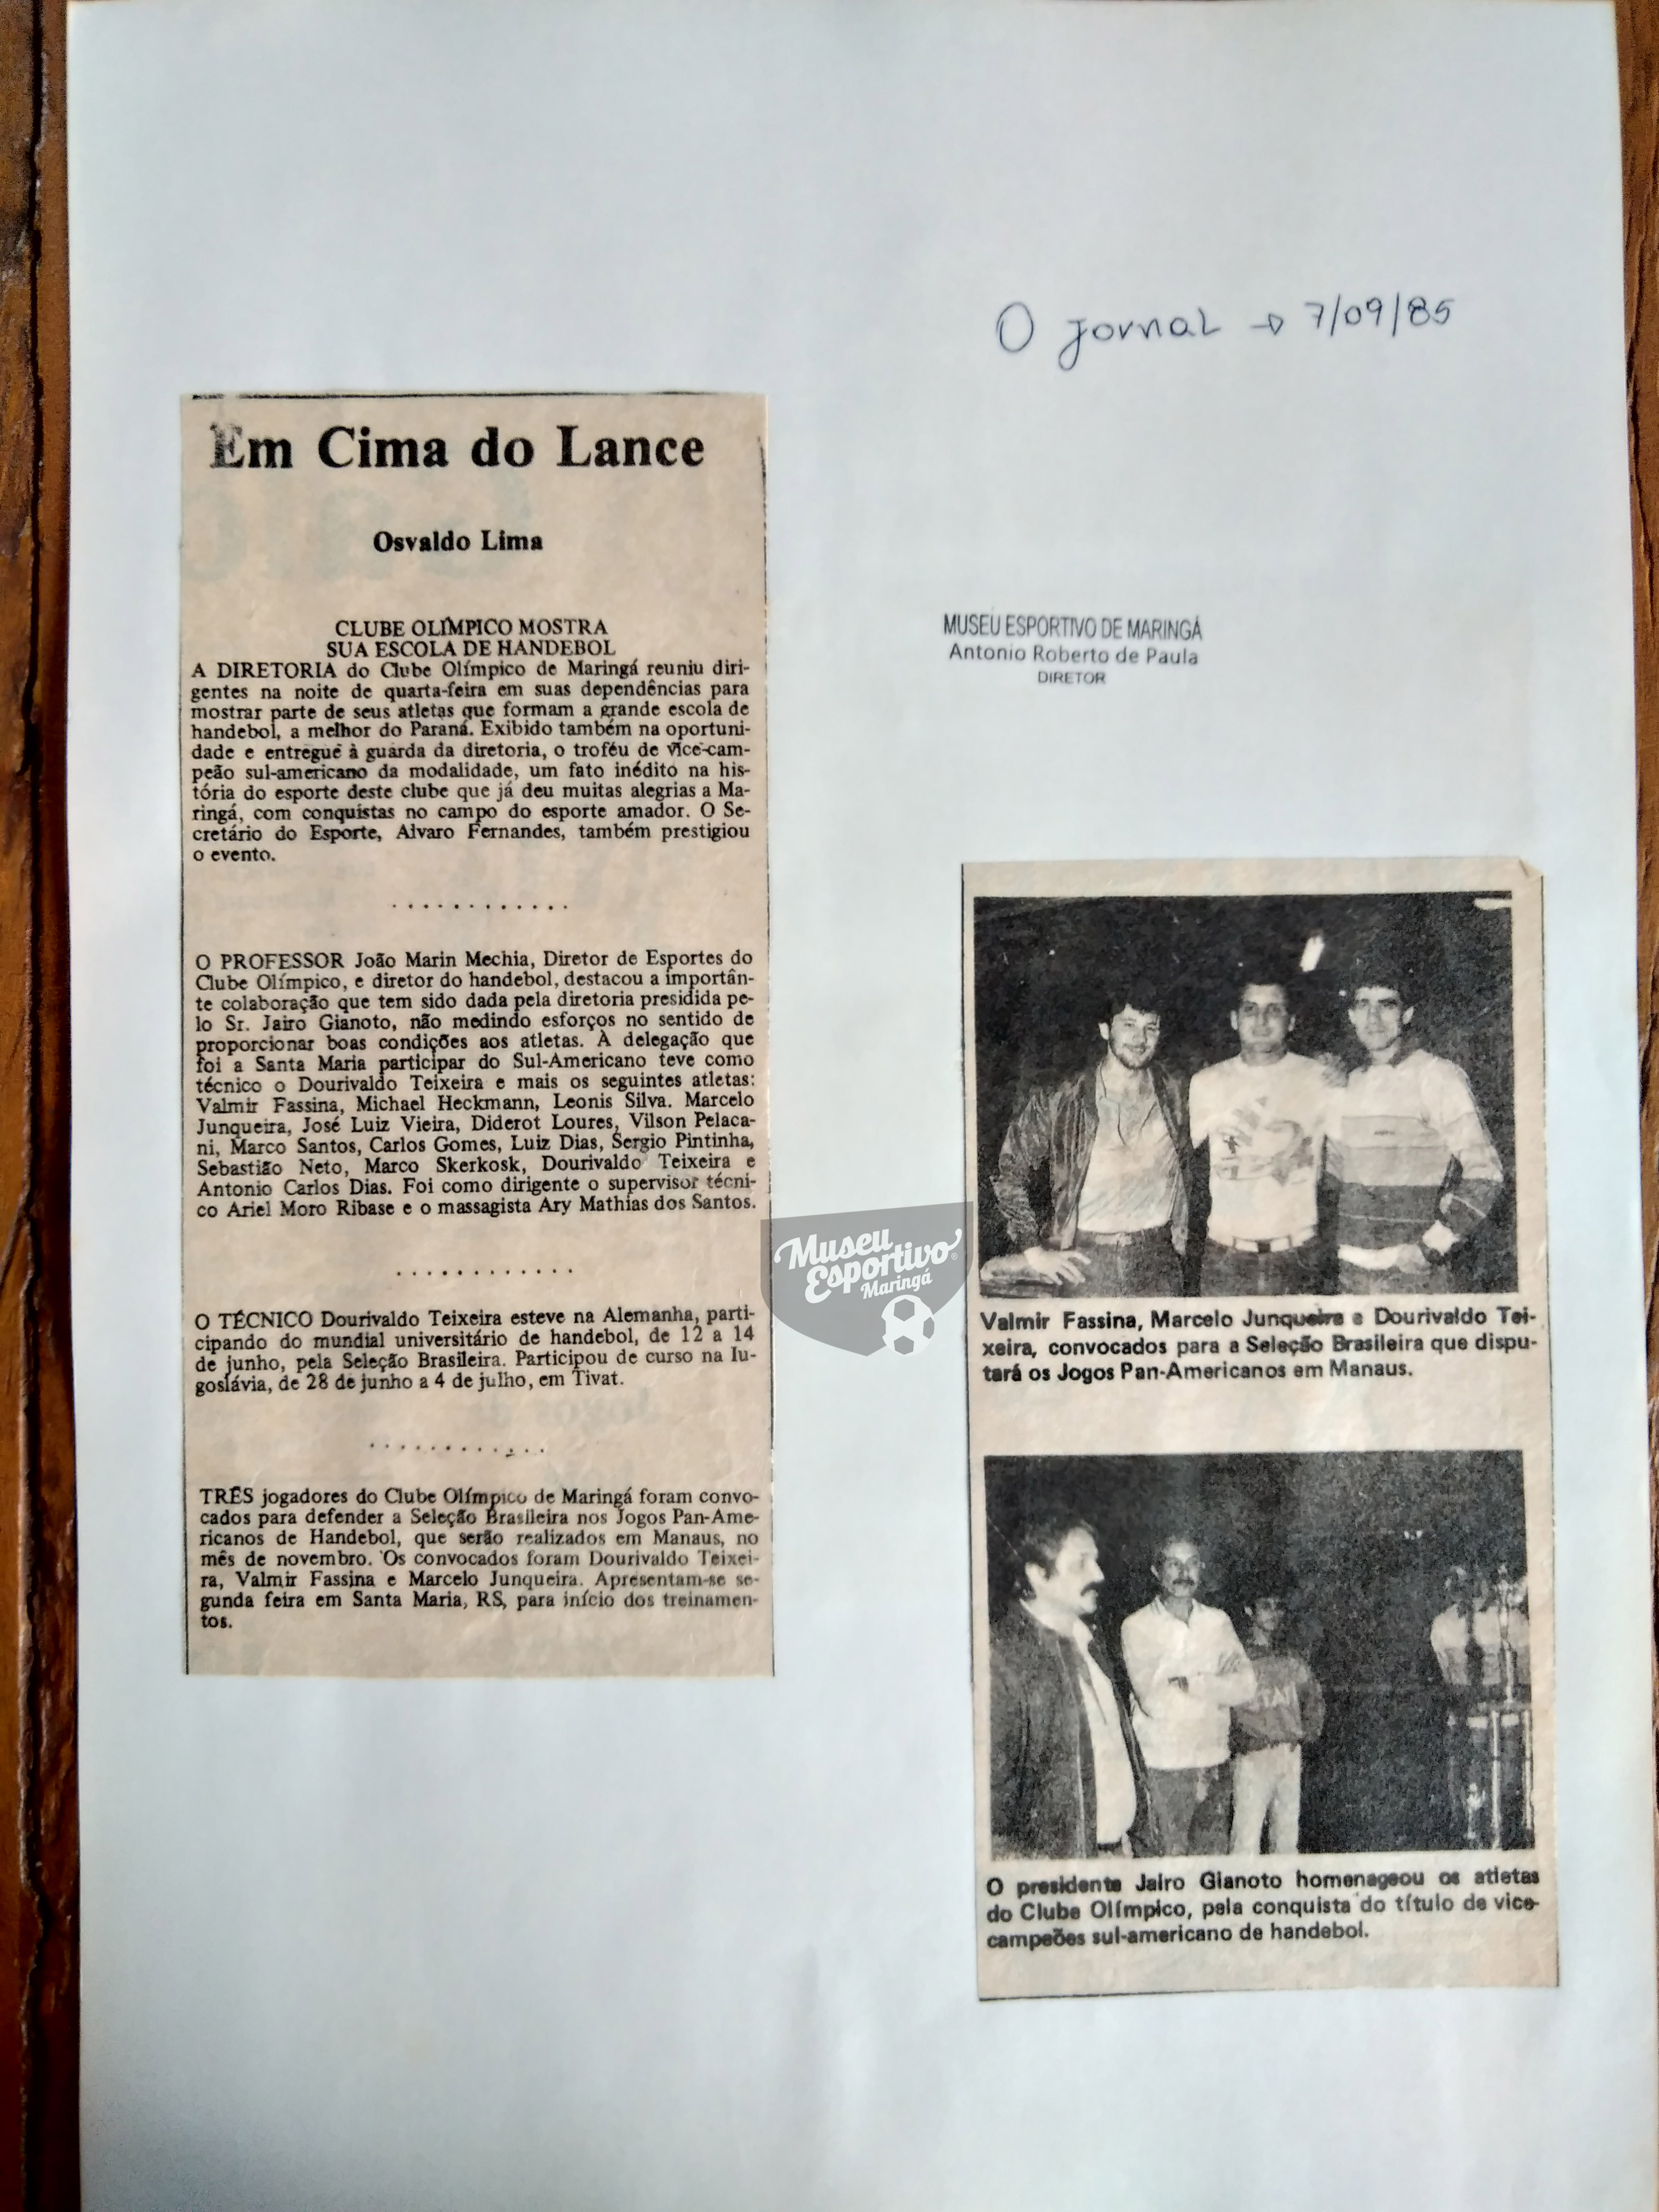 O jornal → 7/09/85
Em Cima do Lance
Osvaldo Lima
CLUBE OLÍMPICO MOSTRA
SUA ESCOLA DE HANDEBOL
A DIRETORIA do Clube Olímpico de Maringá reuniu diri-
gentes na noite de quarta-feira em suas dependências para
mostrar parte de seus atletas que formam a grande escola de
handebol, a melhor do Paraná. Exibido também na oportuni-
dade e entregue à guarda da diretoria, o troféu de vice-cam-
peão sul-americano da modalidade, um fato inédito na his-
tória do esporte deste clube que já deu muitas alegrias a Ma-
ringá, com conquistas no campo do esporte amador. O Se-
cretário do Esporte, Alvaro Fernandes, também prestigiou
o evento.
............
O PROFESSOR João Marin Mechia, Diretor de Esportes do
Clube Olímpico, e diretor do handebol, destacou a importân-
te colaboração que tem sido dada pela diretoria presidida pe-
lo Sr. Jairo Gianoto, não medindo esforços no sentido de
proporcionar boas condições aos atletas. A delegação que
foi a Santa Maria participar do Sul-Americano teve como
técnico o Dourivaldo Teixeira e mais os seguintes atletas:
Valmir Fassina, Michael Heckmann, Leonis Silva. Marcelo
Junqueira, José Luiz Vieira, Diderot Loures, Vilson Pelaca-
ni, Marco Santos, Carlos Gomes, Luiz Dias, Sergio Pintinha,
Sebastião Neto, Marco Skerkosk, Dourivaldo Teixeira e
Antonio Carlos Dias. Foi como dirigente o supervisor técni-
co Ariel Moro Ribase e o massagista Ary Mathias dos Santos.
............
O TÉCNICO Dourivaldo Teixeira esteve na Alemanha, parti-
cipando do mundial universitário de handebol, de 12 a 14
de junho, pela Seleção Brasileira. Participou de curso na Iu-
goslávia, de 28 de junho a 4 de julho, em Tivat.
............
TRÊS jogadores do Clube Olímpico de Maringá foram convo-
cados para defender a Seleção Brasileira nos Jogos Pan-Ame-
ricanos de Handebol, que serão realizados em Manaus, no
mês de novembro. Os convocados foram Dourivaldo Teixei-
ra, Valmir Fassina e Marcelo Junqueira. Apresentam-se se-
gunda feira em Santa Maria, RS, para início dos treinamen-
tos.
MUSEU ESPORTIVO DE MARINGÁ
Antonio Roberto de Paula
DIRETOR
Museu
Esportivo®
Maringá
Valmir Fassina, Marcelo Junqueira e Dourivaldo Tei-
xeira, convocados para a Seleção Brasileira que dispu-
tará os Jogos Pan-Americanos em Manaus.
O presidente Jairo Gianoto homenageou os atletas
do Clube Olímpico, pela conquista do título de vice-
campeões sul-americano de handebol.